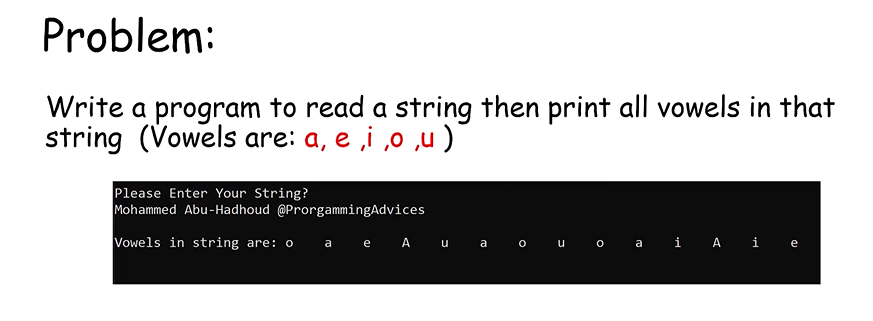 Problem:
Write a program to read a string then print all vowels in that
string (Vowels are: a, e ,i ,o ,u )
Please Enter Your String?
Mohammed Abu-Hadhoud @ProrgammingAdvices
Vowels in string are: o a e A u a o u o a i A i e